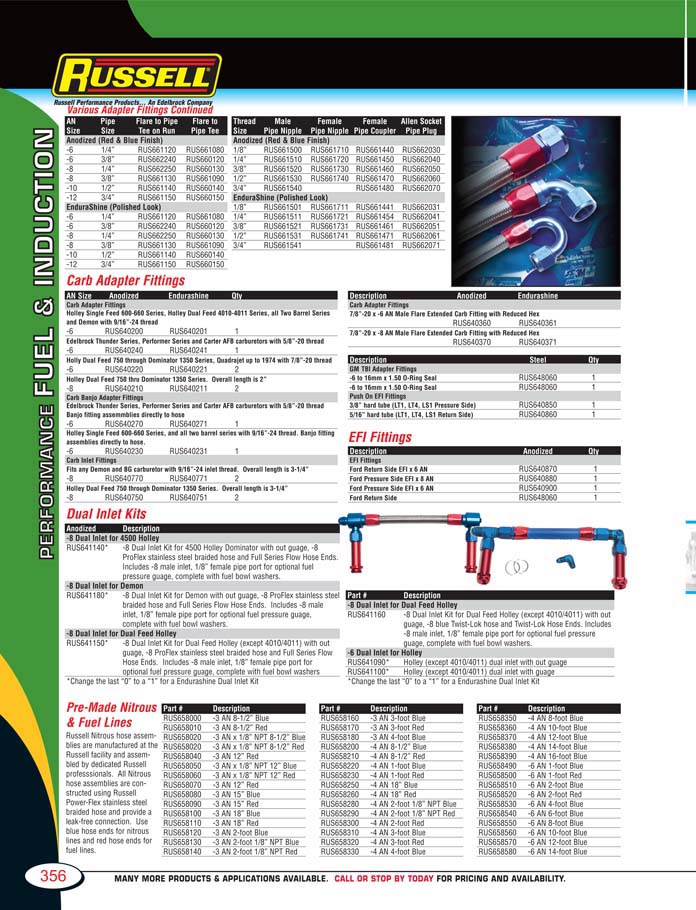 RUSSELL
Russell Performance Products... An Edelbrock Company
PERFORMANCE FUEL & INDUCTION
Various Adapter Fittings Continued
AN Pipe Flare to Pipe Flare to
Size Size Tee on Run Pipe Tee
Anodized (Red & Blue Finish)
-6 1/4" RUS661120 RUS661080
-6 3/8" RUS662240 RUS660120
-8 1/4" RUS662250 RUS660130
-8 3/8" RUS661130 RUS661090
-10 1/2" RUS661140 RUS660140
-12 3/4" RUS661150 RUS660150
EnduraShine (Polished Look)
-6 1/4" RUS661120 RUS661080
-6 3/8" RUS662240 RUS660120
-8 1/4" RUS662250 RUS660130
-8 3/8" RUS661130 RUS661090
-10 1/2" RUS661140 RUS660140
-12 3/4" RUS661150 RUS660150
Thread Male Female Female Allen Socket
Size Pipe Nipple Pipe Nipple Pipe Coupler Pipe Plug
Anodized (Red & Blue Finish)
1/8" RUS661500 RUS661710 RUS661440 RUS662030
1/4" RUS661510 RUS661720 RUS661450 RUS662040
3/8" RUS661520 RUS661730 RUS661460 RUS662050
1/2" RUS661530 RUS661740 RUS661470 RUS662060
3/4" RUS661540 RUS661480 RUS662070
EnduraShine (Polished Look)
1/8" RUS661501 RUS661711 RUS661441 RUS662031
1/4" RUS661511 RUS661721 RUS661454 RUS662041
3/8" RUS661521 RUS661731 RUS661461 RUS662051
1/2" RUS661531 RUS661741 RUS661471 RUS662061
3/4" RUS661541 RUS661481 RUS662071
Carb Adapter Fittings
AN Size Anodized Endurashine Qty
Carb Adapter Fittings
Holley Single Feed 600-660 Series, Holley Dual Feed 4010-4011 Series, all Two Barrel Series
and Demon with 9/16"-24 thread
-6 RUS640200 RUS640201 1
Edelbrock Thunder Series, Performer Series and Carter AFB carburetors with 5/8"-20 thread
-6 RUS640240 RUS640241 1
Holly Dual Feed 750 through Dominator 1350 Series, Quadrajet up to 1974 with 7/8"-20 thread
-6 RUS640220 RUS640221 2
Holley Dual Feed 750 thru Dominator 1350 Series. Overall length is 2"
-8 RUS640210 RUS640211 2
Carb Banjo Adapter Fittings
Edelbrock Thunder Series, Performer Series and Carter AFB carburetors with 5/8"-20 thread
Banjo fitting assemmblies directly to hose
-6 RUS640270 RUS640271 1
Holley Single Feed 600-660 Series, and all two barrel series with 9/16"-24 thread. Banjo fitting
assemblies directly to hose.
-6 RUS640230 RUS640231 1
Carb Inlet Fittings
Fits any Demon and BG carburetor with 9/16"-24 inlet thread. Overall length is 3-1/4"
-8 RUS640770 RUS640771 2
Holley Dual Feed 750 through Dominator 1350 Series. Overall length is 3-1/4"
-8 RUS640750 RUS640751 2
Description Anodized Endurashine
Carb Adapter Fittings
7/8"-20 x -6 AN Male Flare Extended Carb Fitting with Reduced Hex
RUS640360 RUS640361
7/8"-20 x -8 AN Male Flare Extended Carb Fitting with Reduced Hex
RUS640370 RUS640371
Description Steel Qty
GM TBI Adapter Fittings
-6 to 16mm x 1.50 O-Ring Seal RUS648060 1
-6 to 16mm x 1.50 O-Ring Seal RUS648060 1
Push On EFI Fittings
3/8" hard tube (LT1, LT4, LS1 Pressure Side) RUS640850 1
5/16" hard tube (LT1, LT4, LS1 Return Side) RUS640860 1
EFI Fittings
Description Anodized Qty
EFI Fittings
Ford Return Side EFI x 6 AN RUS640870 1
Ford Pressure Side EFI x 8 AN RUS640880 1
Ford Pressure Side EFI x 6 AN RUS640900 1
Ford Return Side RUS648060 1
Dual Inlet Kits
Anodized Description
-8 Dual Inlet for 4500 Holley
RUS641140* -8 Dual Inlet Kit for 4500 Holley Dominator with out guage, -8
ProFlex stainless steel braided hose and Full Series Flow Hose Ends.
Includes -8 male inlet, 1/8" female pipe port for optional fuel
pressure guage, complete with fuel bowl washers.
-8 Dual Inlet for Demon
RUS641180* -8 Dual Inlet Kit for Demon with out guage, -8 ProFlex stainless steel
braided hose and Full Series Flow Hose Ends. Includes -8 male
inlet, 1/8" female pipe port for optional fuel pressure guage,
complete with fuel bowl washers.
-8 Dual Inlet for Dual Feed Holley
RUS641150* -8 Dual Inlet Kit for Dual Feed Holley (except 4010/4011) with out
guage, -8 ProFlex stainless steel braided hose and Full Series Flow
Hose Ends. Includes -8 male inlet, 1/8" female pipe port for
optional fuel pressure guage, complete with fuel bowl washers
*Change the last "0" to a "1" for a Endurashine Dual Inlet Kit
Part # Description
-8 Dual Inlet for Dual Feed Holley
RUS641160 -8 Dual Inlet Kit for Dual Feed Holley (except 4010/4011) with out
guage, -8 blue Twist-Lok hose and Twist-Lok Hose Ends. Includes
-8 male inlet, 1/8" female pipe port for optional fuel pressure
guage, complete with fuel bowl washers.
-6 Dual Inlet for Holley
RUS641090* Holley (except 4010/4011) dual inlet with out guage
RUS641100* Holley (except 4010/4011) dual inlet with guage
*Change the last "0" to a "1" for a Endurashine Dual Inlet Kit
Pre-Made Nitrous
& Fuel Lines
Russell Nitrous hose assem-
blies are manufactured at the
Russell facility and assem-
bled by dedicated Russell
professsionals. All Nitrous
hose assemblies are con-
structed using Russell
Power-Flex stainless steel
braided hose and provide a
leak-free connection. Use
blue hose ends for nitrous
lines and red hose ends for
fuel lines.
Part # Description
RUS658000 -3 AN 8-1/2" Blue
RUS658010 -3 AN 8-1/2" Red
RUS658020 -3 AN x 1/8" NPT 8-1/2" Blue
RUS658020 -3 AN x 1/8" NPT 8-1/2" Red
RUS658040 -3 AN 12" Red
RUS658050 -3 AN x 1/8" NPT 12" Blue
RUS658060 -3 AN x 1/8" NPT 12" Red
RUS658070 -3 AN 12" Red
RUS658080 -3 AN 15" Blue
RUS658090 -3 AN 15" Red
RUS658100 -3 AN 18" Blue
RUS658110 -3 AN 18" Red
RUS658120 -3 AN 2-foot Blue
RUS658130 -3 AN 2-foot 1/8" NPT Blue
RUS658140 -3 AN 2-foot 1/8" NPT Red
Part # Description
RUS658160 -3 AN 3-foot Blue
RUS658170 -3 AN 3-foot Red
RUS658180 -3 AN 4-foot Blue
RUS658200 -4 AN 8-1/2" Blue
RUS658210 -4 AN 8-1/2" Red
RUS658220 -4 AN 1-foot Blue
RUS658230 -4 AN 1-foot Red
RUS658250 -4 AN 18" Blue
RUS658260 -4 AN 18" Red
RUS658280 -4 AN 2-foot 1/8" NPT Blue
RUS658290 -4 AN 2-foot 1/8" NPT Red
RUS658300 -4 AN 2-foot Red
RUS658310 -4 AN 3-foot Blue
RUS658320 -4 AN 3-foot Red
RUS658330 -4 AN 4-foot Blue
Part # Description
RUS658350 -4 AN 8-foot Blue
RUS658360 -4 AN 10-foot Blue
RUS658370 -4 AN 12-foot Blue
RUS658380 -4 AN 14-foot Blue
RUS658390 -4 AN 16-foot Blue
RUS658490 -6 AN 1-foot Blue
RUS658500 -6 AN 1-foot Red
RUS658510 -6 AN 2-foot Blue
RUS658520 -6 AN 2-foot Red
RUS658530 -6 AN 4-foot Blue
RUS658540 -6 AN 6-foot Blue
RUS658550 -6 AN 8-foot Blue
RUS658560 -6 AN 10-foot Blue
RUS658570 -6 AN 12-foot Blue
RUS658580 -6 AN 14-foot Blue
356
MANY MORE PRODUCTS & APPLICATIONS AVAILABLE. CALL OR STOP BY TODAY FOR PRICING AND AVAILABILITY.